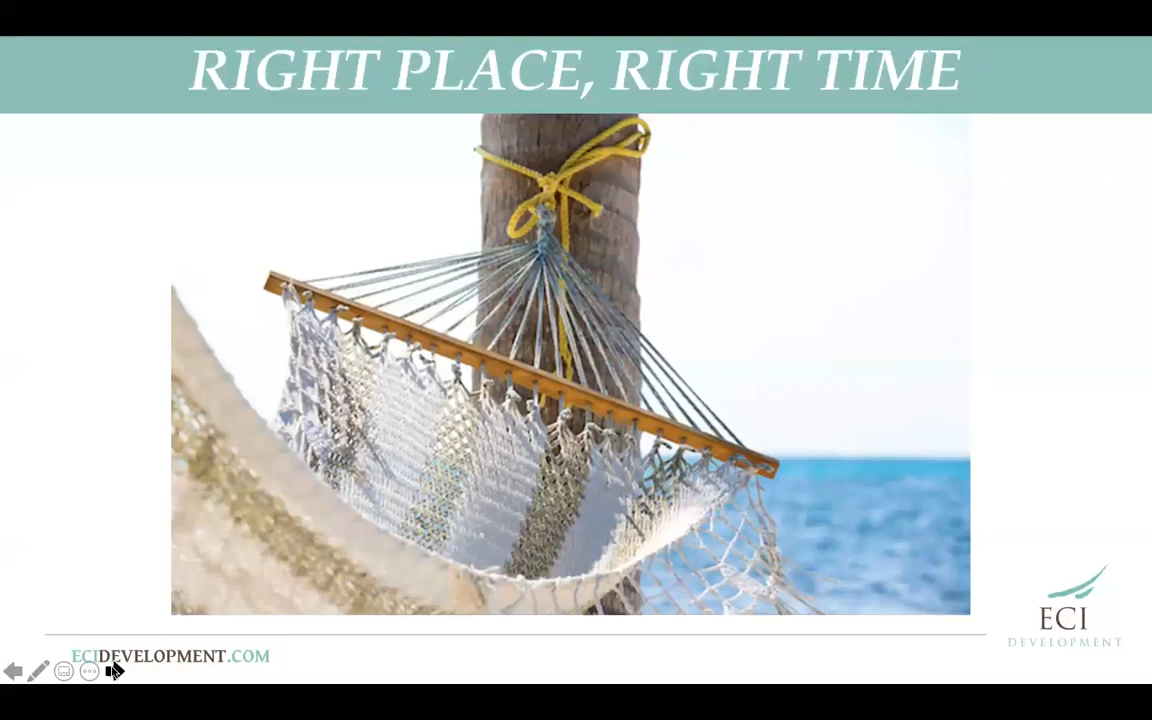 RIGHT PLACE, RIGHT TIME
ECI
DEVELOPMENT
ECIDEVELOPMENT.COM